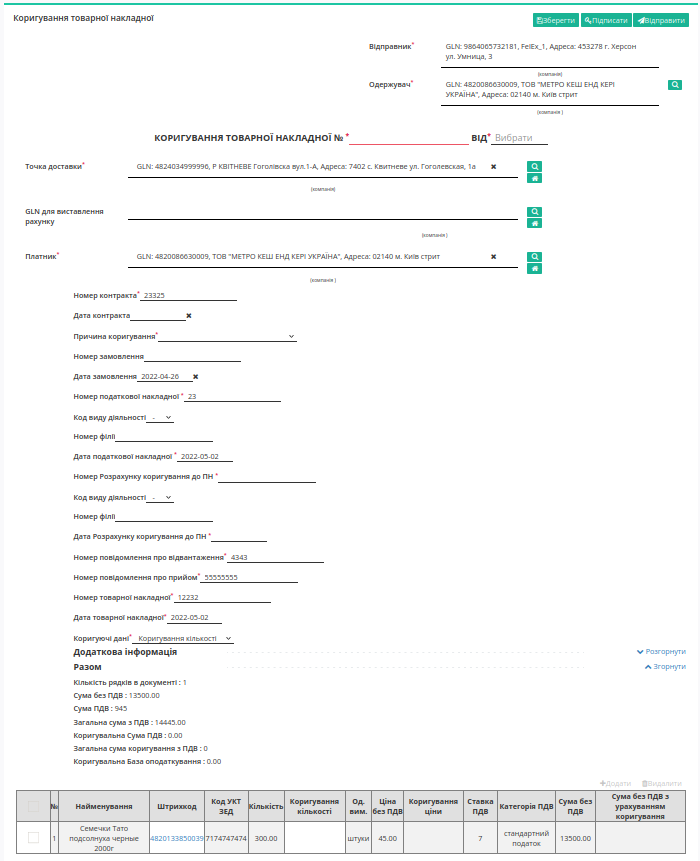 Коригування товарної накладної
Зберегти Підписати Відправити
Відправник* GLN: 9864065732181, FelEx_1, Адреса: 453278 г. Херсон
ул. Умница, 3
(компанія)
Одержувач* GLN: 4820086630009, ТОВ "МЕТРО КЕШ ЕНД КЕРІ
УКРАЇНА", Адреса: 02140 м. Київ стрит
(компанія )
КОРИГУВАННЯ ТОВАРНОЇ НАКЛАДНОЇ № * ВІД* Вибрати
Точка доставки* GLN: 4824034999996, Р КВІТНЕВЕ Гоголівска вул.1-А, Адреса: 7402 с. Квитневе ул. Гоголевская, 1а ✖
(компанія)
GLN для виставлення
рахунку
(компанія )
Платник* GLN: 4820086630009, ТОВ "МЕТРО КЕШ ЕНД КЕРІ УКРАЇНА", Адреса: 02140 м. Київ стрит ✖
(компанія )
Номер контракта* 23325
Дата контракта ✖
Причина коригування*
Номер замовлення
Дата замовлення 2022-04-26 ✖
Номер податкової накладної * 23
Код виду діяльності -
Номер філії
Дата податкової накладної * 2022-05-02
Номер Розрахунку коригування до ПН *
Код виду діяльності -
Номер філії
Дата Розрахунку коригування до ПН *
Номер повідомлення про відвантаження* 4343
Номер повідомлення про прийом* 55555555
Номер товарної накладної* 12232
Дата товарної накладної* 2022-05-02
Коригуючі дані* Коригування кількості
Додаткова інформація Розгорнути
Разом Згорнути
Кількість рядків в документі : 1
Сума без ПДВ : 13500.00
Сума ПДВ : 945
Загальна сума з ПДВ : 14445.00
Коригувальна Сума ПДВ : 0.00
Загальна сума коригування з ПДВ : 0
Коригувальна База оподаткування : 0.00
+Додати Видалити
№ Найменування Штрихкод Код УКТ ЗЕД Кількість Коригування кількості Од. вим. Ціна без ПДВ Коригування ціни Ставка ПДВ Категорія ПДВ Сума без ПДВ Сума без ПДВ з урахуванням коригування
1 Семечки Тато подсолнуха черные 2000г 4820133850039 7174747474 300.00 штуки 45.00 7 стандартний податок 13500.00